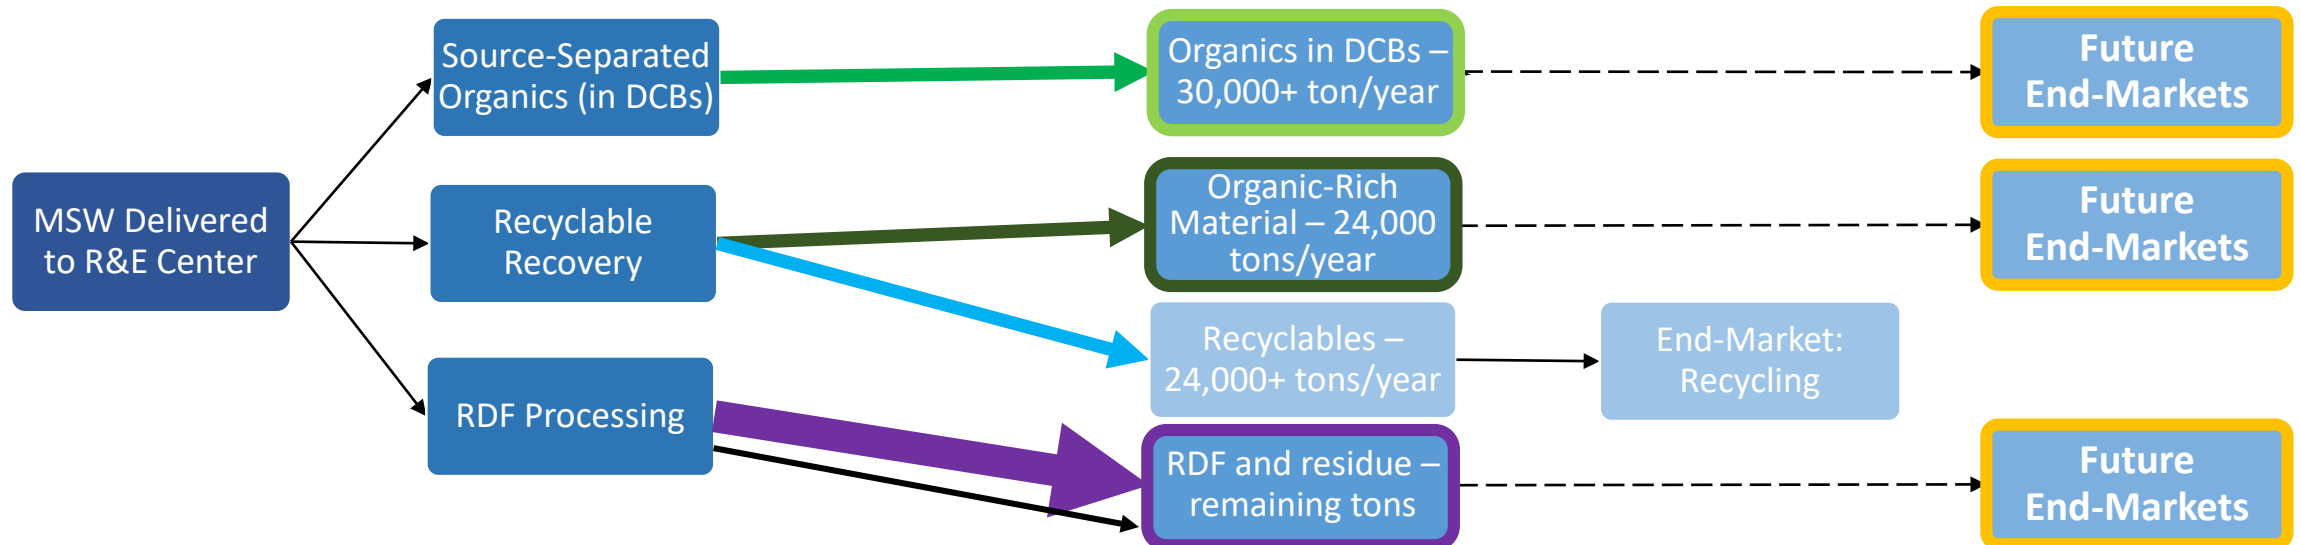 MSW Delivered
to R&E Center
Source-Separated
Organics (in DCBs)
Organics in DCBs –
30,000+ ton/year
Future
End-Markets
Recyclable
Recovery
Organic-Rich
Material – 24,000
tons/year
Future
End-Markets
Recyclables –
24,000+ tons/year
End-Market:
Recycling
RDF Processing
RDF and residue –
remaining tons
Future
End-Markets